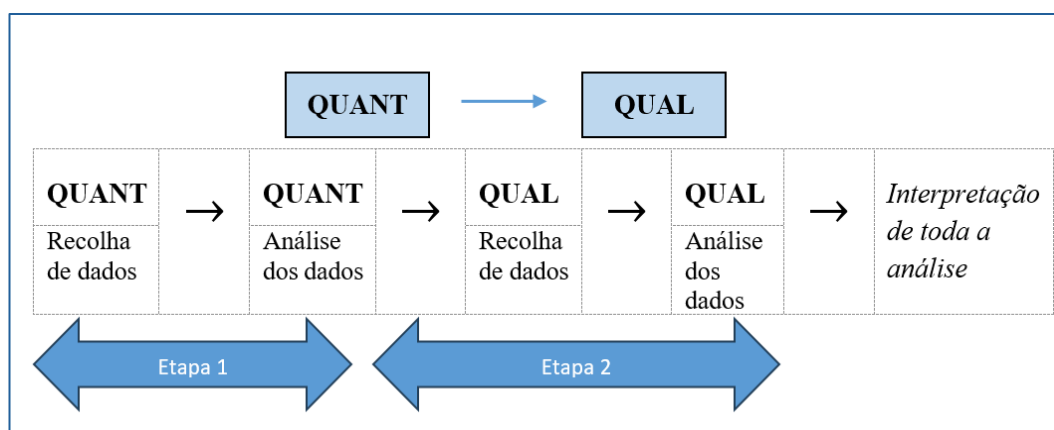 QUANT
QUAL
QUANT
Recolha
de dados
QUANT
Análise
dos dados
QUAL
Recolha
de dados
QUAL
Análise
dos
dados
Interpretação
de toda a
análise
Etapa 1
Etapa 2